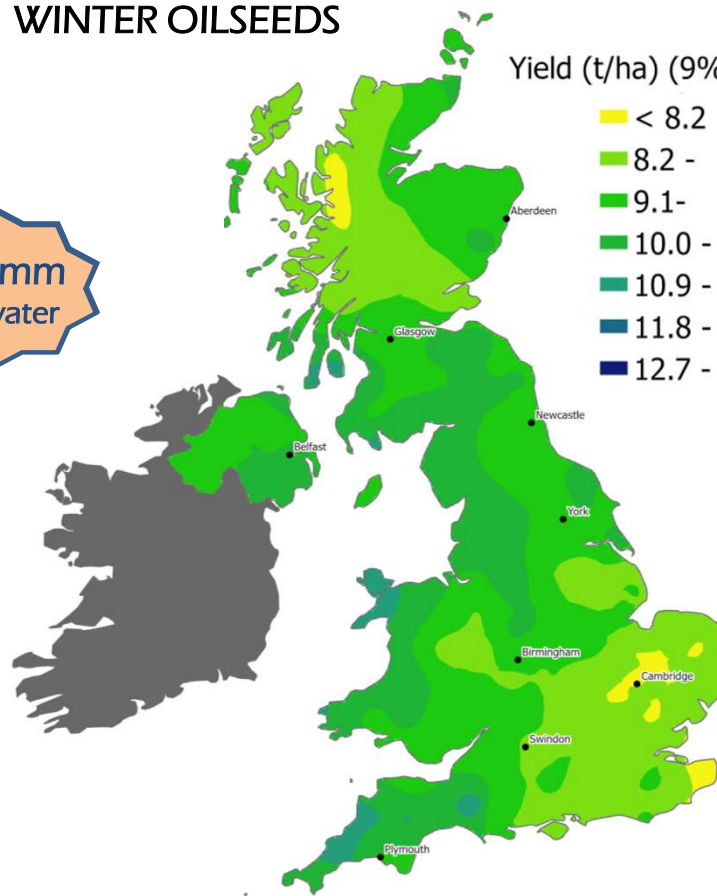 WINTER OILSEEDS
Yield (t/ha) (9%
< 8.2
8.2 -
9.1-
10.0 -
10.9 -
11.8 -
12.7 -
mm
Aberdeen
Glasgow
Newcastle
Belfast
York
Birmingham
Cambridge
Swindon
Plymouth